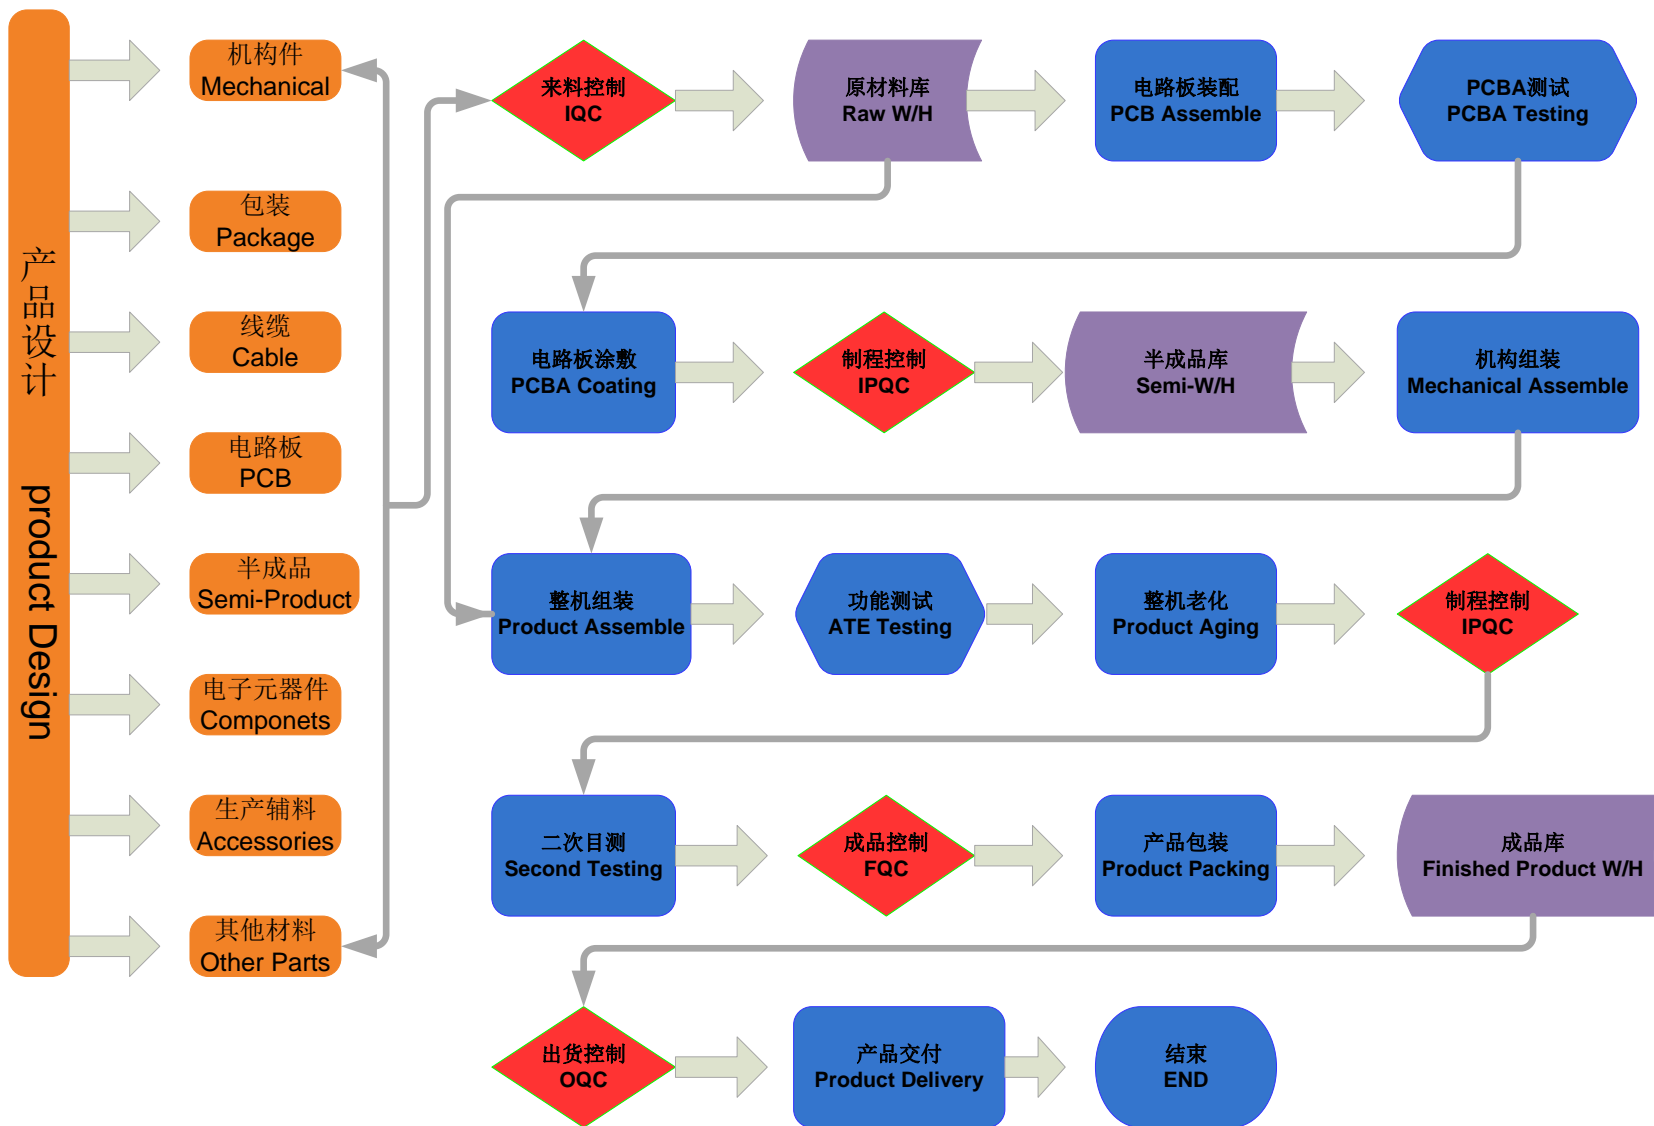 产品设计 product Design
机构件
Mechanical
包装
Package
线缆
Cable
电路板
PCB
半成品
Semi-Product
电子元器件
Componets
生产辅料
Accessories
其他材料
Other Parts
来料控制
IQC
原材料库
Raw W/H
电路板装配
PCB Assemble
PCBA测试
PCBA Testing
电路板涂敷
PCBA Coating
制程控制
IPQC
半成品库
Semi-W/H
机构组装
Mechanical Assemble
整机组装
Product Assemble
功能测试
ATE Testing
整机老化
Product Aging
制程控制
IPQC
二次目测
Second Testing
成品控制
FQC
产品包装
Product Packing
成品库
Finished Product W/H
出货控制
OQC
产品交付
Product Delivery
结束
END